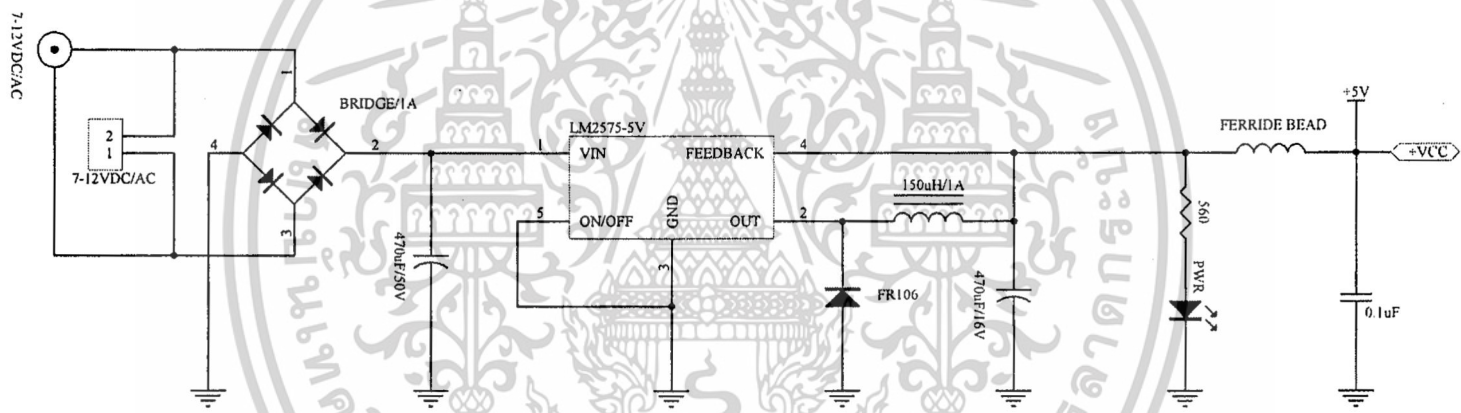 7-12VDC/AC
2
1
7-12VDC/AC
BRIDGE/1A
1
2
3
4
470uF/50V
LM2575-5V
1
VIN
FEEDBACK
4
5
ON/OFF
GND
OUT
2
3
150uH/1A
FR106
470uF/16V
560
PWR
FERRIDE BEAD
+5V
+VCC
0.1uF